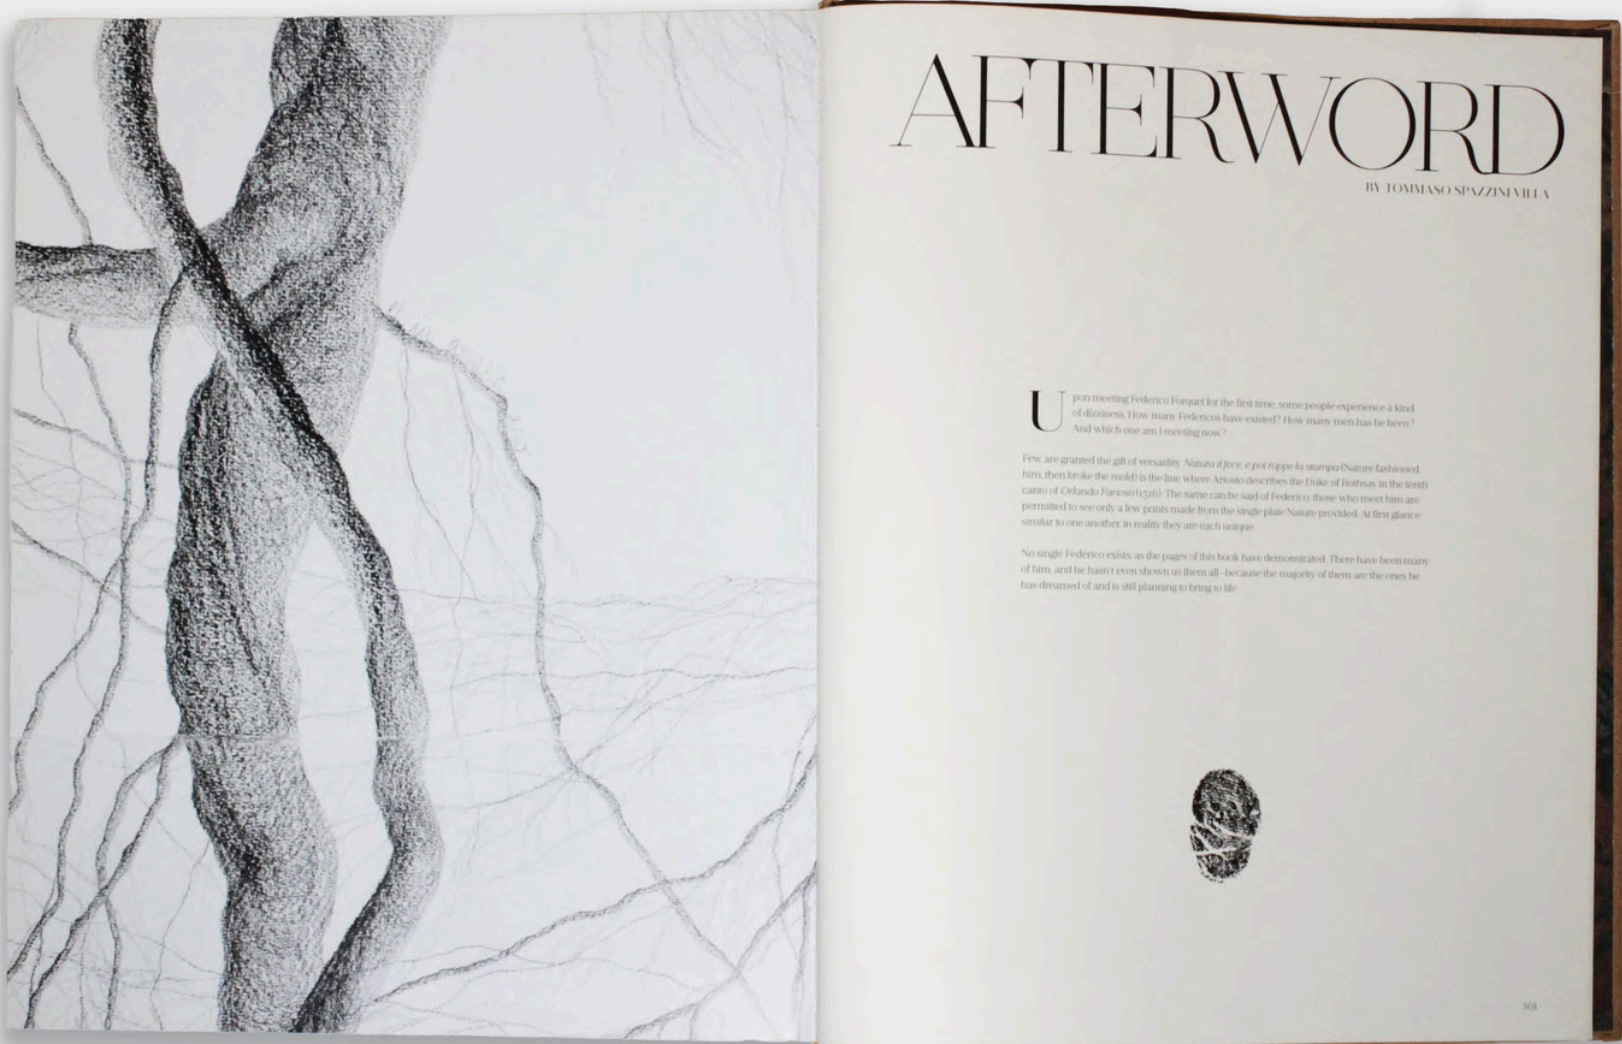 AFTERWORD
BY TOMMASO SPAZZINI VILLA
Upon meeting Federico Forquet for the first time, some people experience a kind
of dizziness. How many Federicos have existed? How many men has he been?
And which one am I meeting now?
Few are granted the gift of versatility. Natura il fece, e poi roppe la stampa (Nature fashioned
him, then broke the mold) is the line where Ariosto describes the Duke of Rothsay in the tenth
canto of Orlando Furioso (1516). The same can be said of Federico: those who meet him are
permitted to see only a few prints made from the single plate Nature provided. At first glance
similar to one another, in reality they are each unique.
No single Federico exists, as the pages of this book have demonstrated. There have been many
of him, and he hasn't even shown us them all—because the majority of them are the ones he
has dreamed of and is still planning to bring to life.